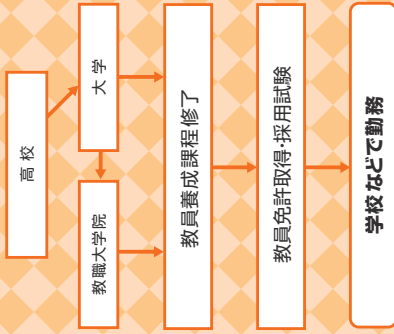 高校
大学
教職大学院
教員養成課程修了
教員免許取得・採用試験
学校などで勤務